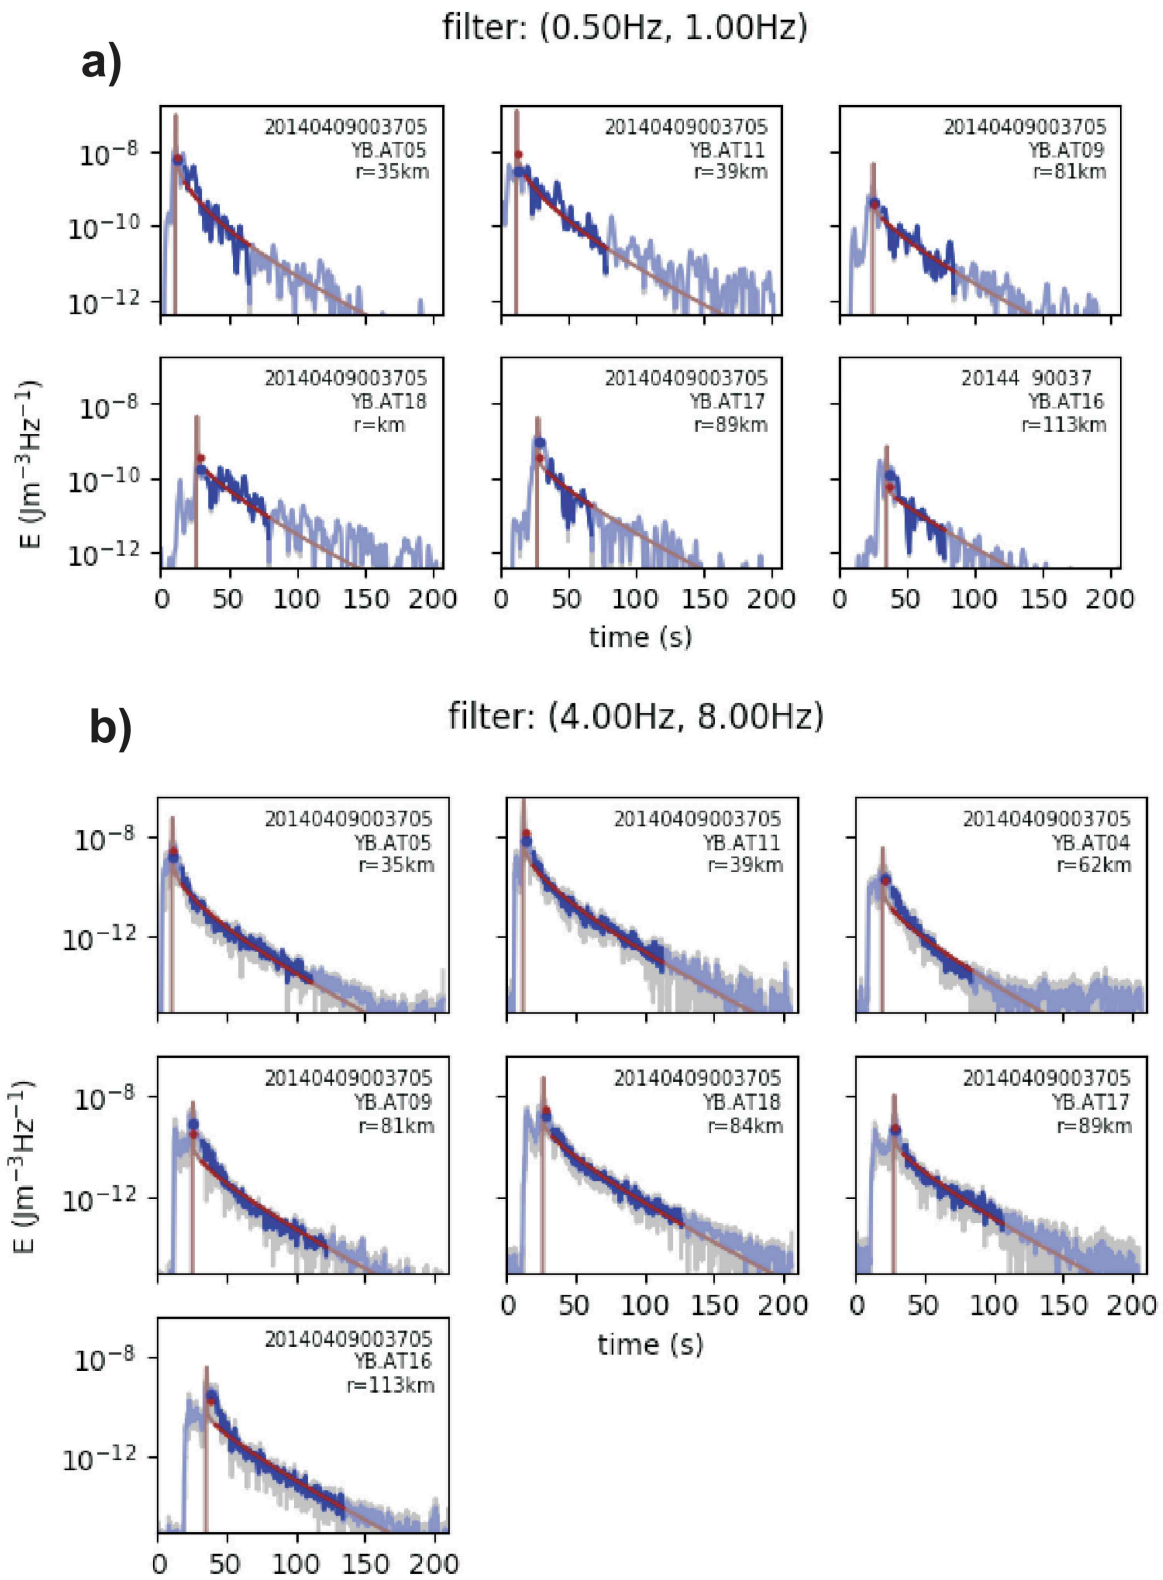 filter: (0.50Hz, 1.00Hz)
a)
20140409003705
YB.AT05
r=35km
20140409003705
YB.AT11
r=39km
20140409003705
YB.AT09
r=81km
10⁻⁸
10⁻¹⁰
10⁻¹²
20140409003705
YB.AT18
r=km
20140409003705
YB.AT17
r=89km
20144 90037
YB.AT16
r=113km
10⁻⁸
10⁻¹⁰
10⁻¹²
E (Jm⁻³Hz⁻¹)
0 50 100 150 200 0 50 100 150 200 0 50 100 150 200
time (s)
b)
filter: (4.00Hz, 8.00Hz)
20140409003705
YB.AT05
r=35km
20140409003705
YB.AT11
r=39km
20140409003705
YB.AT04
r=62km
10⁻⁸
10⁻¹²
20140409003705
YB.AT09
r=81km
20140409003705
YB.AT18
r=84km
20140409003705
YB.AT17
r=89km
10⁻⁸
10⁻¹²
E (Jm⁻³Hz⁻¹)
0 50 100 150 200 0 50 100 150 200
time (s)
20140409003705
YB.AT16
r=113km
10⁻⁸
10⁻¹²
0 50 100 150 200